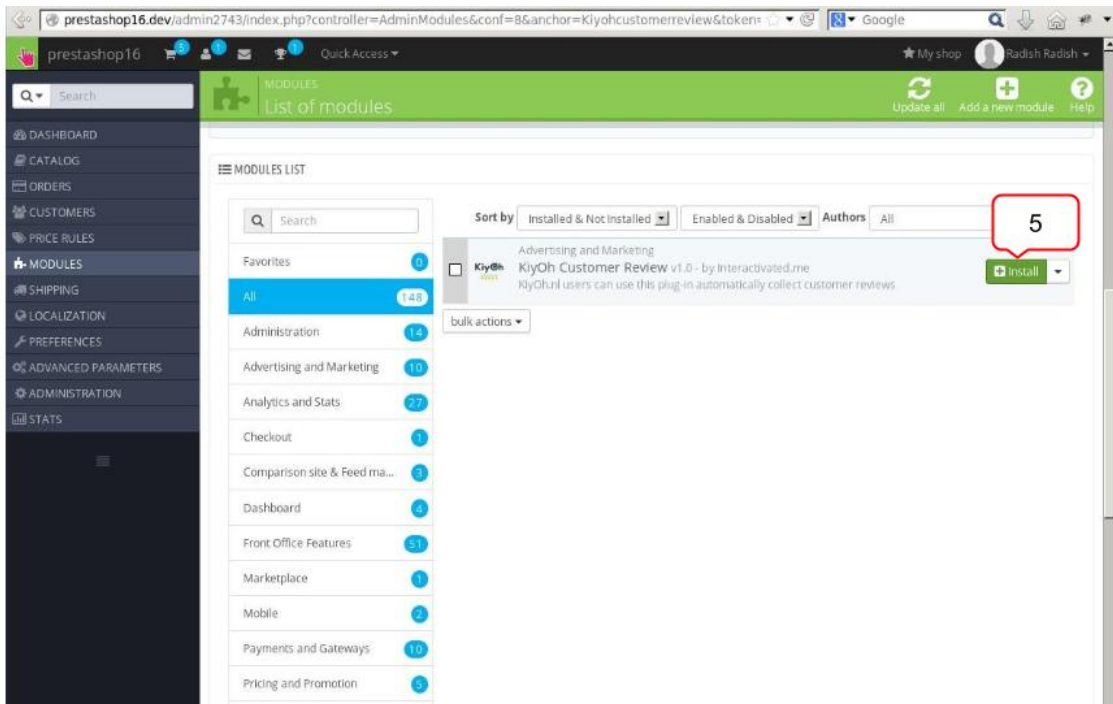 prestashop16.dev/admin2743/index.php?controller=AdminModules&conf=8&anchor=Kiyohcustomerreview&token=
Google
prestashop16
5
1
1
Quick Access
My shop
Radish Radish
Search
MODULES
List of modules
Update all
Add a new module
Help
DASHBOARD
CATALOG
ORDERS
CUSTOMERS
PRICE RULES
MODULES
SHIPPING
LOCALIZATION
PREFERENCES
ADVANCED PARAMETERS
ADMINISTRATION
STATS
MODULES LIST
Search
Favorites 0
All 148
Administration 14
Advertising and Marketing 10
Analytics and Stats 27
Checkout 1
Comparison site & Feed ma... 3
Dashboard 4
Front Office Features 51
Marketplace 1
Mobile 2
Payments and Gateways 10
Pricing and Promotion 5
Sort by Installed & Not Installed Enabled & Disabled Authors All
5
Advertising and Marketing
KiyOh
KiyOh Customer Review v1.0 - by Interactivated.me
KiyOh.nl users can use this plug-in automatically collect customer reviews
Install
bulk actions